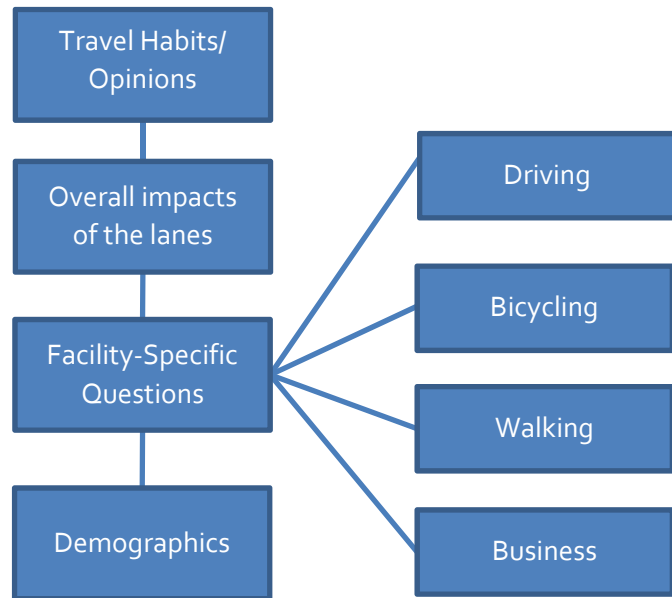 Travel Habits/
Opinions
Overall impacts
of the lanes
Facility-Specific
Questions
Demographics
Driving
Bicycling
Walking
Business